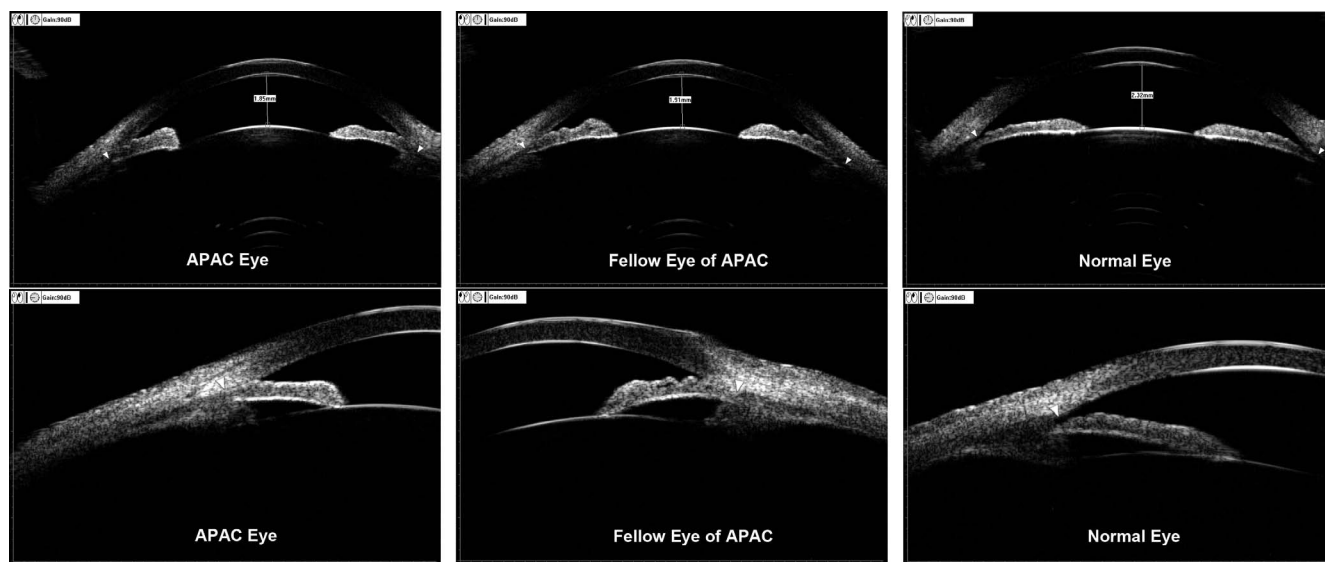 Gain:90dB
Gain:90dB
Gain:90dB
1.85mm
1.91mm
2.32mm
APAC Eye
Fellow Eye of APAC
Normal Eye
Gain:90dB
Gain:90dB
Gain:90dB
APAC Eye
Fellow Eye of APAC
Normal Eye